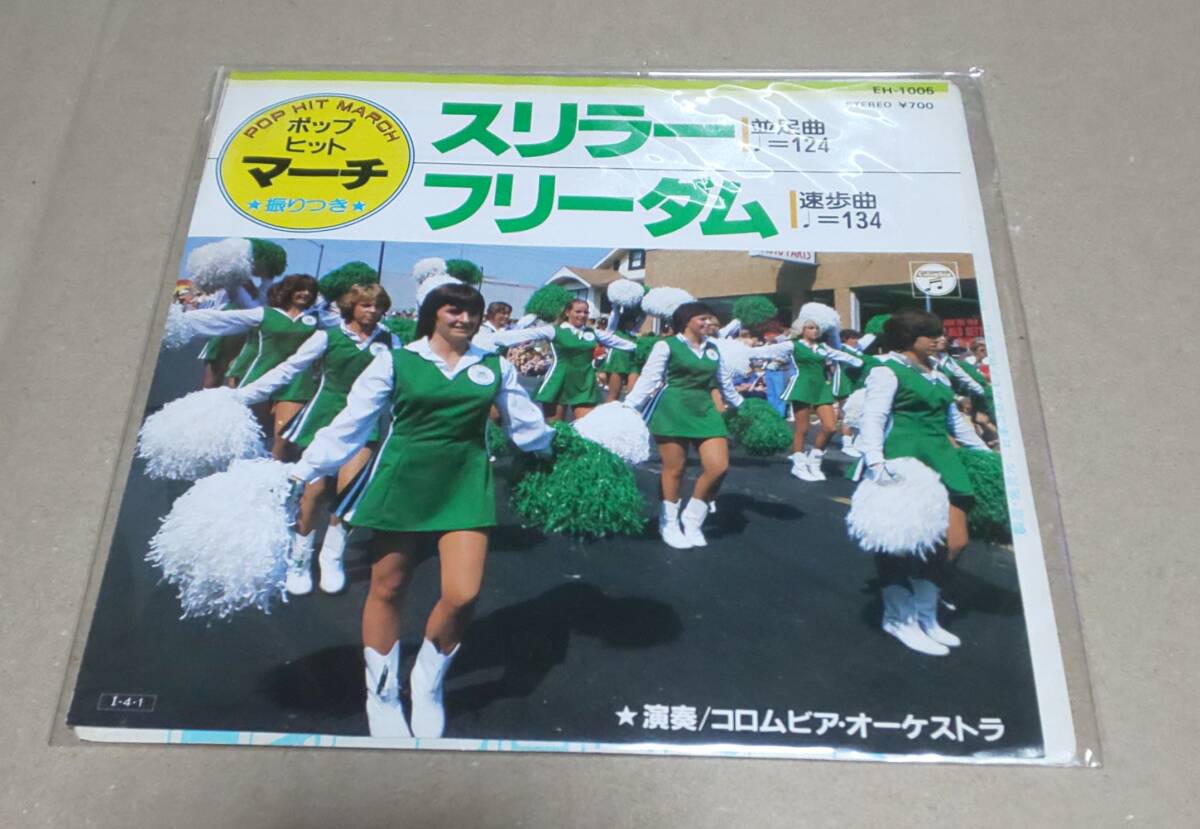 POP HIT MARCH
ポップ
ヒット
マーチ
★振りつき★
スリラー
並足曲
♩=124
フリーダム
速歩曲
♩=134
EH-1005
STEREO ¥700
Columbia
I-4-1
★演奏/コロムビア・オーケストラ